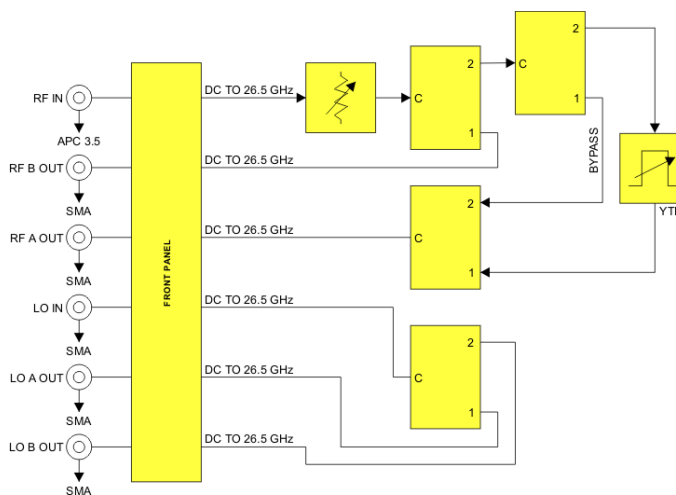 2
C
1
DC TO 26.5 GHz
2
C
1
RF IN
APC 3.5
DC TO 26.5 GHz
RF B OUT
SMA
BYPASS
2
C
1
DC TO 26.5 GHz
RF A OUT
SMA
FRONT PANEL
DC TO 26.5 GHz
LO IN
SMA
2
C
1
DC TO 26.5 GHz
LO A OUT
SMA
DC TO 26.5 GHz
LO B OUT
SMA